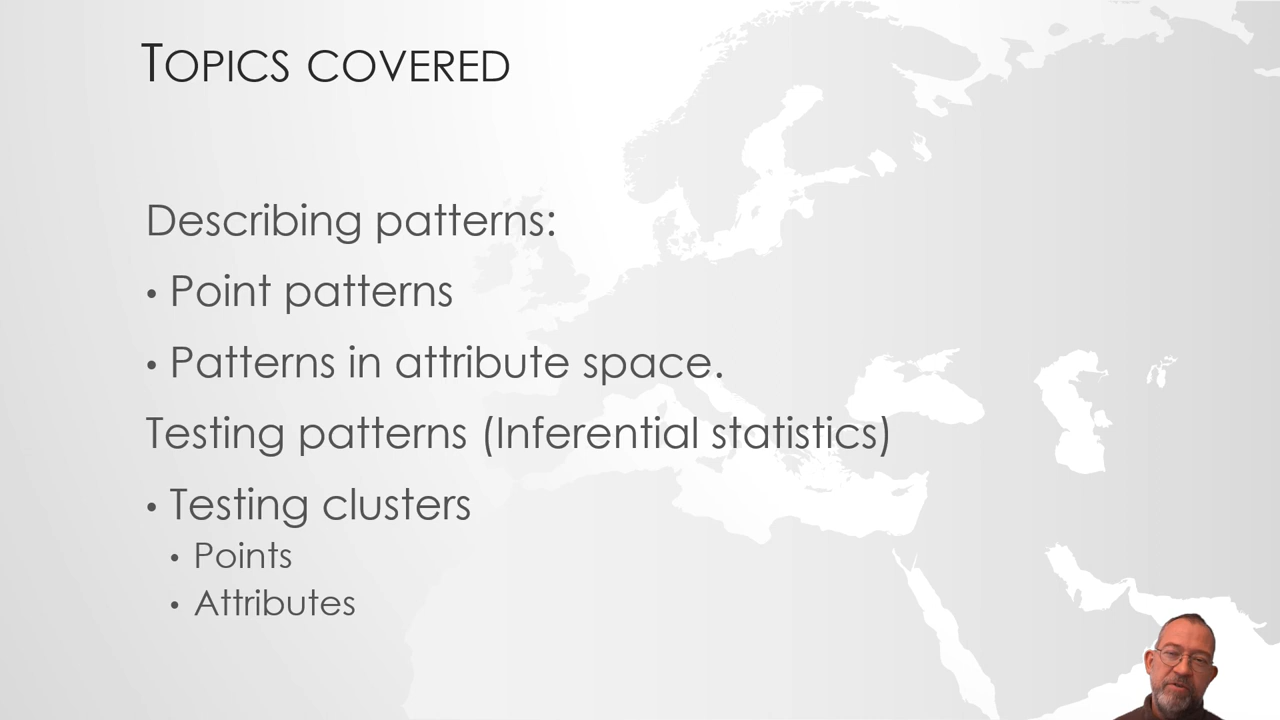 Topics covered
Describing patterns:
• Point patterns
• Patterns in attribute space.
Testing patterns (Inferential statistics)
• Testing clusters
• Points
• Attributes